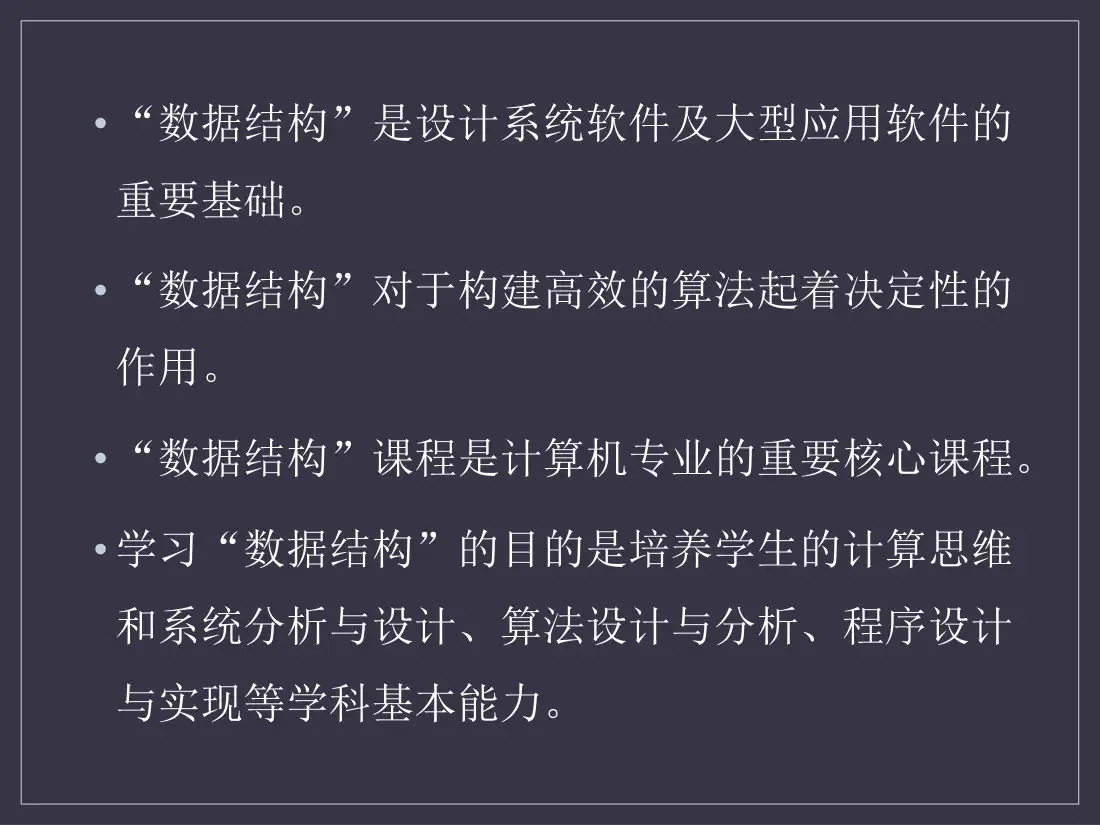 • “数据结构”是设计系统软件及大型应用软件的
重要基础。
• “数据结构”对于构建高效的算法起着决定性的
作用。
• “数据结构”课程是计算机专业的重要核心课程。
• 学习“数据结构”的目的是培养学生的计算思维
和系统分析与设计、算法设计与分析、程序设计
与实现等学科基本能力。